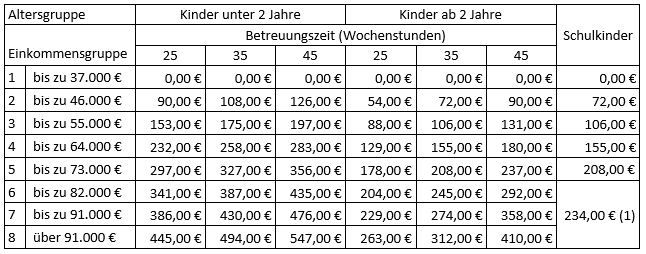 Altersgruppe Kinder unter 2 Jahre Kinder ab 2 Jahre Schulkinder
Einkommensgruppe Betreuungszeit (Wochenstunden)
25 35 45 25 35 45
1 bis zu 37.000 € 0,00 € 0,00 € 0,00 € 0,00 € 0,00 € 0,00 € 0,00 €
2 bis zu 46.000 € 90,00 € 108,00 € 126,00 € 54,00 € 72,00 € 90,00 € 72,00 €
3 bis zu 55.000 € 153,00 € 175,00 € 197,00 € 88,00 € 106,00 € 131,00 € 106,00 €
4 bis zu 64.000 € 232,00 € 258,00 € 283,00 € 129,00 € 155,00 € 180,00 € 155,00 €
5 bis zu 73.000 € 297,00 € 327,00 € 356,00 € 178,00 € 208,00 € 237,00 € 208,00 €
6 bis zu 82.000 € 341,00 € 387,00 € 435,00 € 204,00 € 245,00 € 292,00 €
7 bis zu 91.000 € 386,00 € 430,00 € 476,00 € 229,00 € 274,00 € 358,00 € 234,00 € (1)
8 über 91.000 € 445,00 € 494,00 € 547,00 € 263,00 € 312,00 € 410,00 €